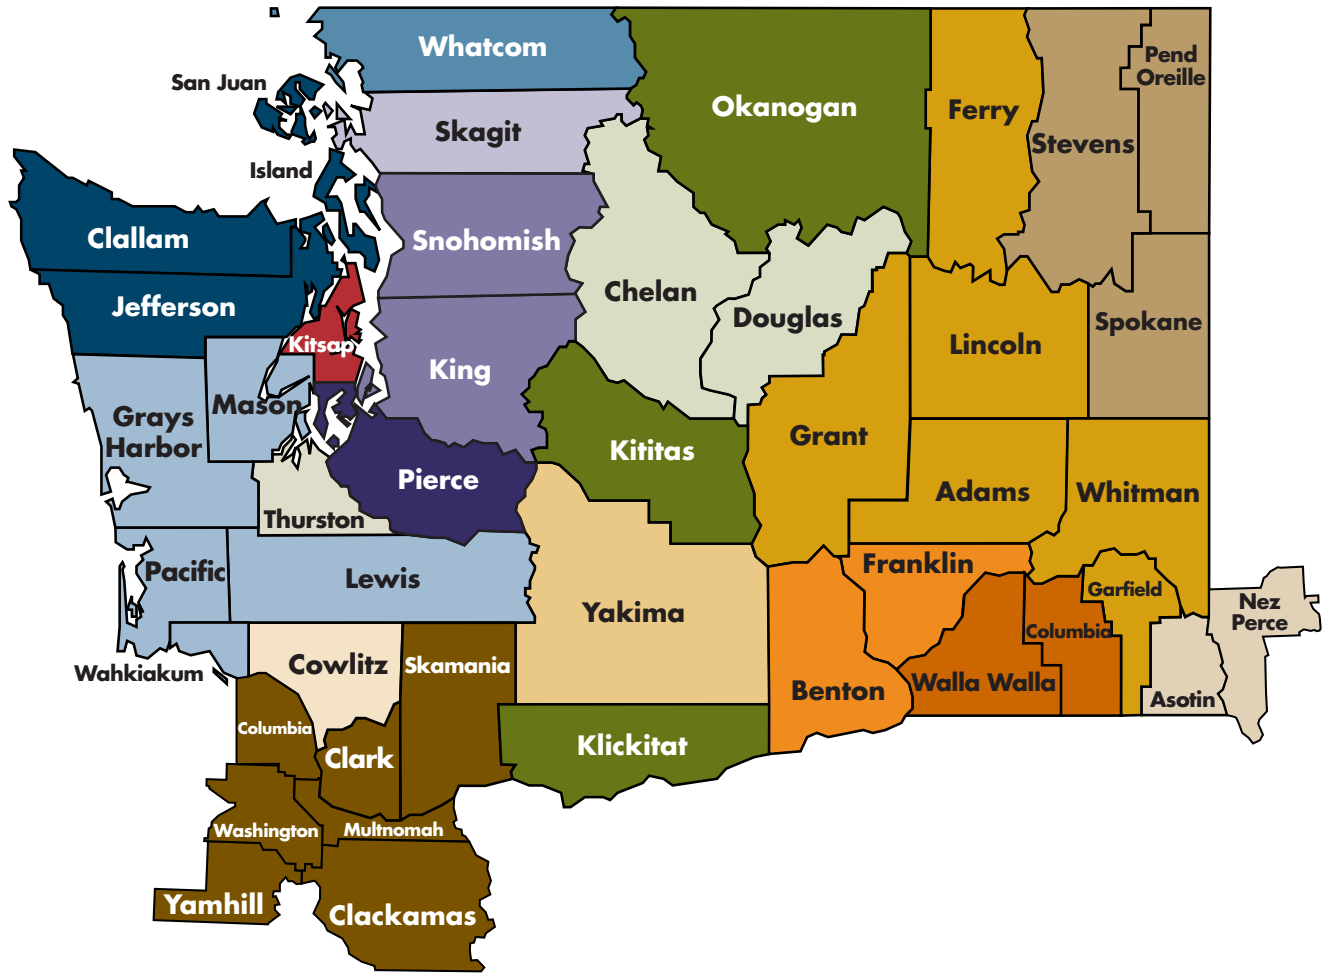 Whatcom
San Juan
Pend
Oreille
Okanogan
Ferry
Skagit
Stevens
Island
Clallam
Snohomish
Chelan
Jefferson
Douglas
Spokane
Kitsap
Lincoln
King
Mason
Grays
Harbor
Grant
Kititas
Pierce
Adams
Whitman
Thurston
Franklin
Pacific
Lewis
Garfield
Nez
Perce
Yakima
Columbia
Cowlitz
Skamania
Wahkiakum
Walla Walla
Benton
Asotin
Columbia
Klickitat
Clark
Washington
Multnomah
Yamhill
Clackamas